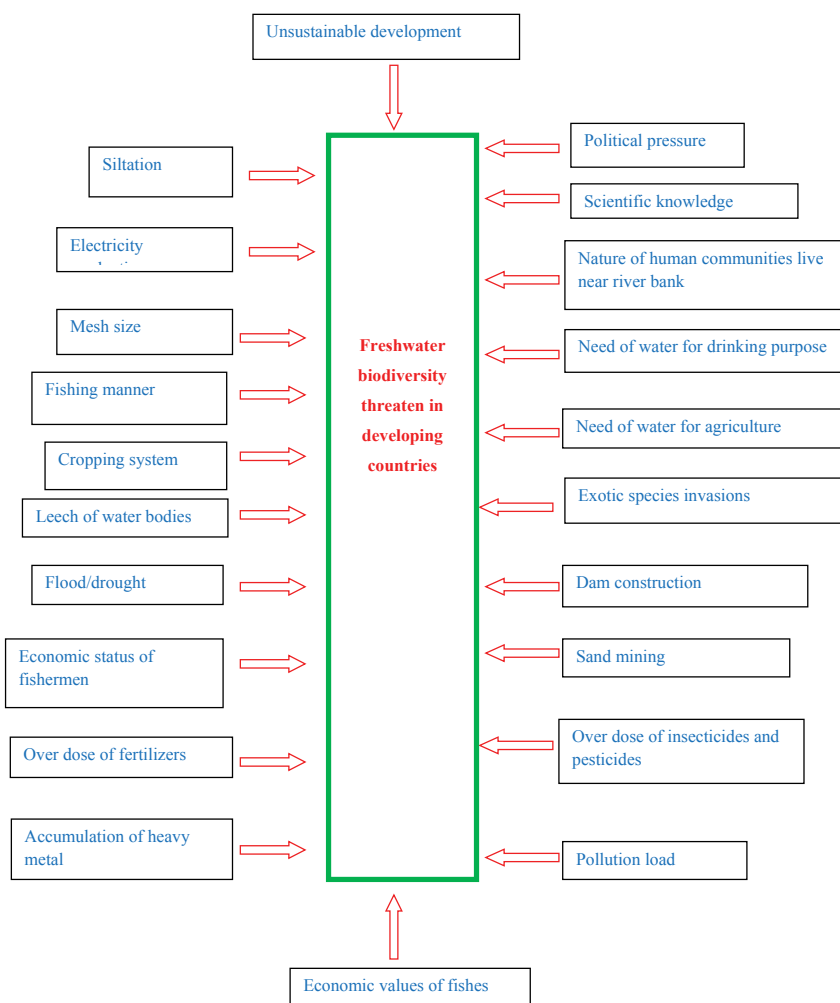 Unsustainable development
Siltation
Electricity
Mesh size
Fishing manner
Cropping system
Leech of water bodies
Flood/drought
Economic status of
fishermen
Over dose of fertilizers
Accumulation of heavy
metal
Freshwater
biodiversity
threaten in
developing
countries
Political pressure
Scientific knowledge
Nature of human communities live
near river bank
Need of water for drinking purpose
Need of water for agriculture
Exotic species invasions
Dam construction
Sand mining
Over dose of insecticides and
pesticides
Pollution load
Economic values of fishes